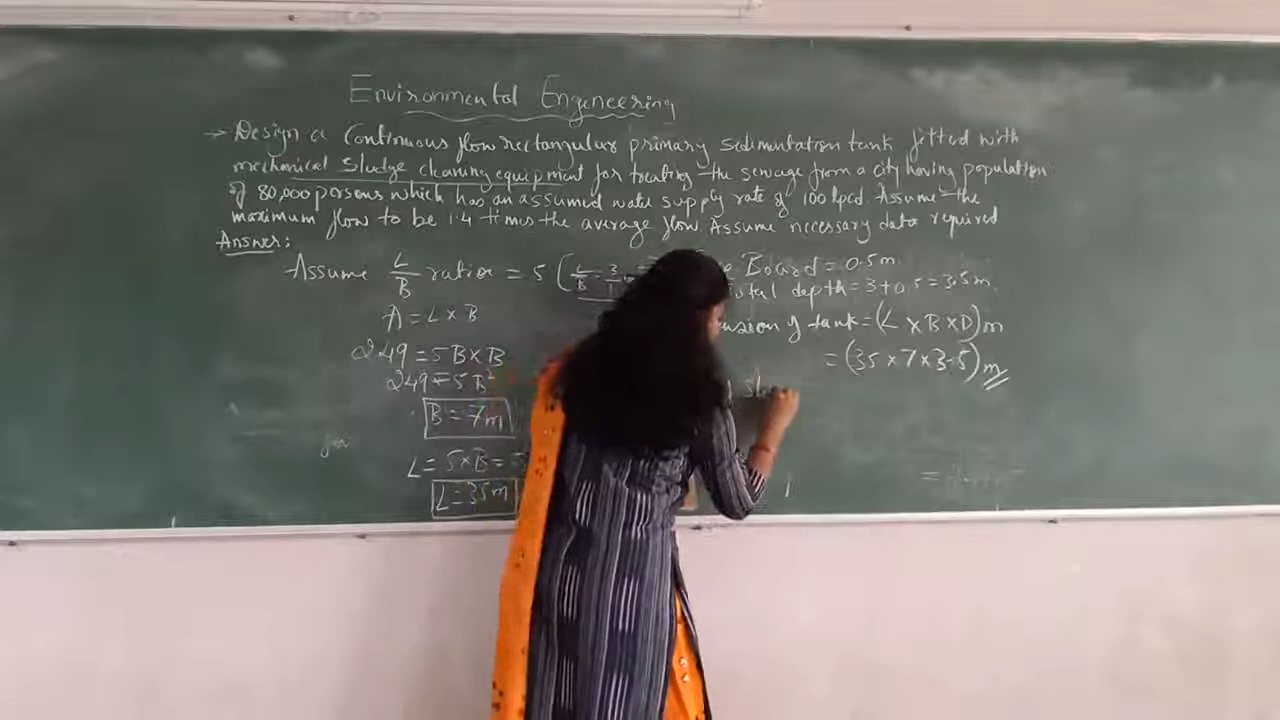 Environmental Engineering
→ Design a Continuous flow rectangular primary sedimentation tank fitted with
mechanical Sludge cleaning equipment for treating the sewage from a city having population
of 80,000 persons which has an assumed water supply rate of 100 lpcd. Assume the
maximum flow to be 1.4 times the average flow. Assume necessary data required
Answer:
Assume L/B ratio = 5 (L/B = 3/1
A = L × B
249 = 5B × B
249 = 5B²
B = 7m
L = 5×B =
L = 35m
Board = 0.5m
depth = 3 + 0.5 = 3.5m.
of tank = (L × B × D) m
= (35 × 7 × 3.5) m